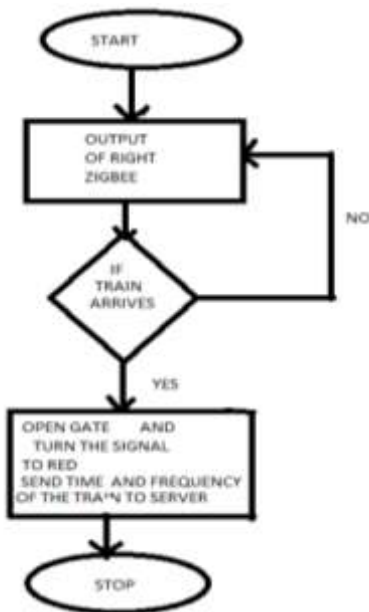 START
OUTPUT
OF RIGHT
ZIGBEE
NO
IF
TRAIN
ARRIVES
YES
OPEN GATE AND
TURN THE SIGNAL
TO RED
SEND TIME AND FREQUENCY
OF THE TRAIN TO SERVER
STOP